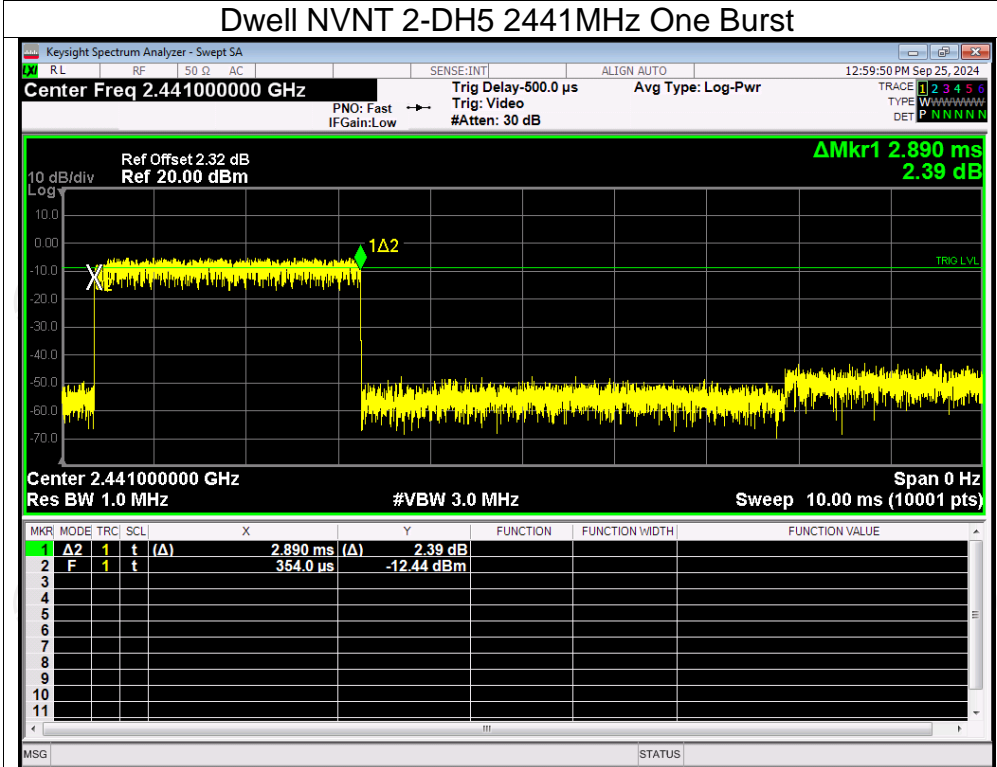 Dwell NVNT 2-DH5 2441MHz One Burst
Keysight Spectrum Analyzer - Swept SA
LXI RL RF 50 Ω AC SENSE:INT ALIGN AUTO 12:59:50 PM Sep 25, 2024
Center Freq 2.441000000 GHz
PNO: Fast
IFGain:Low
Trig Delay-500.0 µs
Trig: Video
#Atten: 30 dB
Avg Type: Log-Pwr
TRACE 1 2 3 4 5 6
TYPE WWWWWW
DET P N N N N N
ΔMkr1 2.890 ms
2.39 dB
Ref Offset 2.32 dB
10 dB/div Ref 20.00 dBm
Log
10.0
0.00
-10.0
-20.0
-30.0
-40.0
-50.0
-60.0
-70.0
1Δ2
TRIG LVL
Center 2.441000000 GHz Span 0 Hz
Res BW 1.0 MHz #VBW 3.0 MHz Sweep 10.00 ms (10001 pts)
MKR MODE TRC SCL X Y FUNCTION FUNCTION WIDTH FUNCTION VALUE
1 Δ2 1 t (Δ) 2.890 ms (Δ) 2.39 dB
2 F 1 t 354.0 µs -12.44 dBm
3
4
5
6
7
8
9
10
11
MSG STATUS